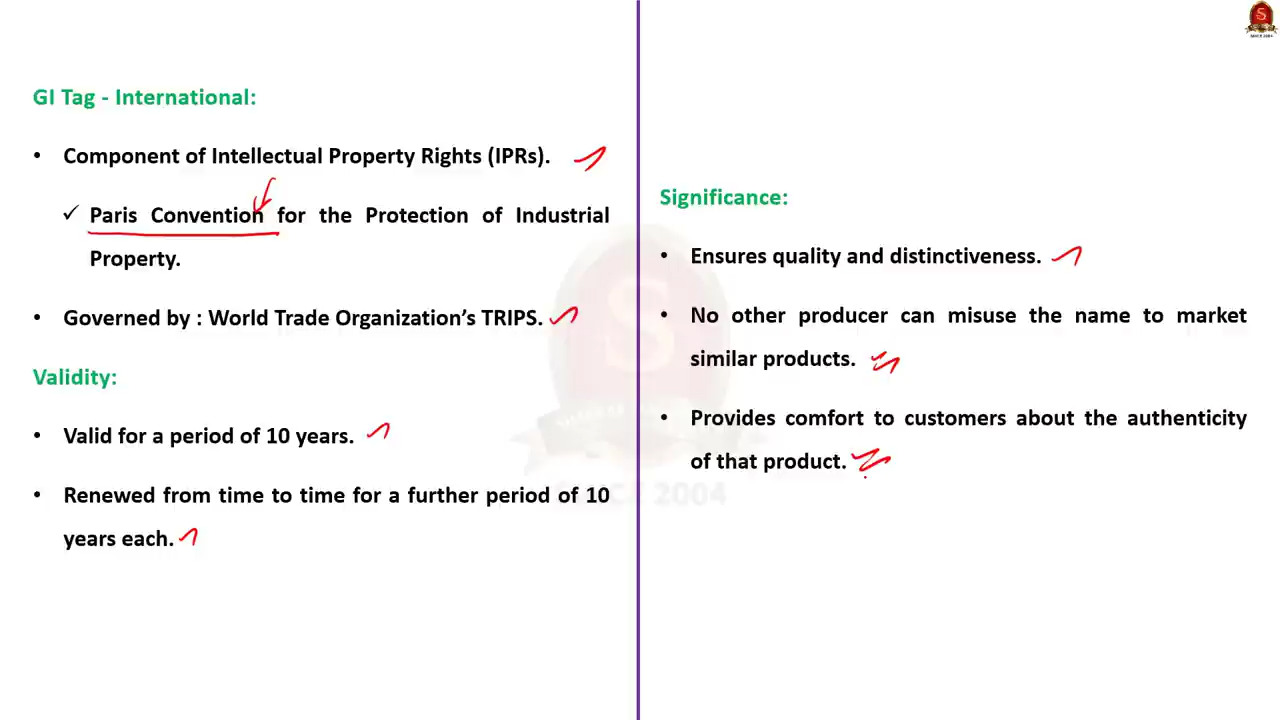 GI Tag - International:
• Component of Intellectual Property Rights (IPRs).
✓ Paris Convention for the Protection of Industrial
Property.
• Governed by : World Trade Organization’s TRIPS.
Validity:
• Valid for a period of 10 years.
• Renewed from time to time for a further period of 10
years each.
Significance:
• Ensures quality and distinctiveness.
• No other producer can misuse the name to market
similar products.
• Provides comfort to customers about the authenticity
of that product.
S
SINCE 2004